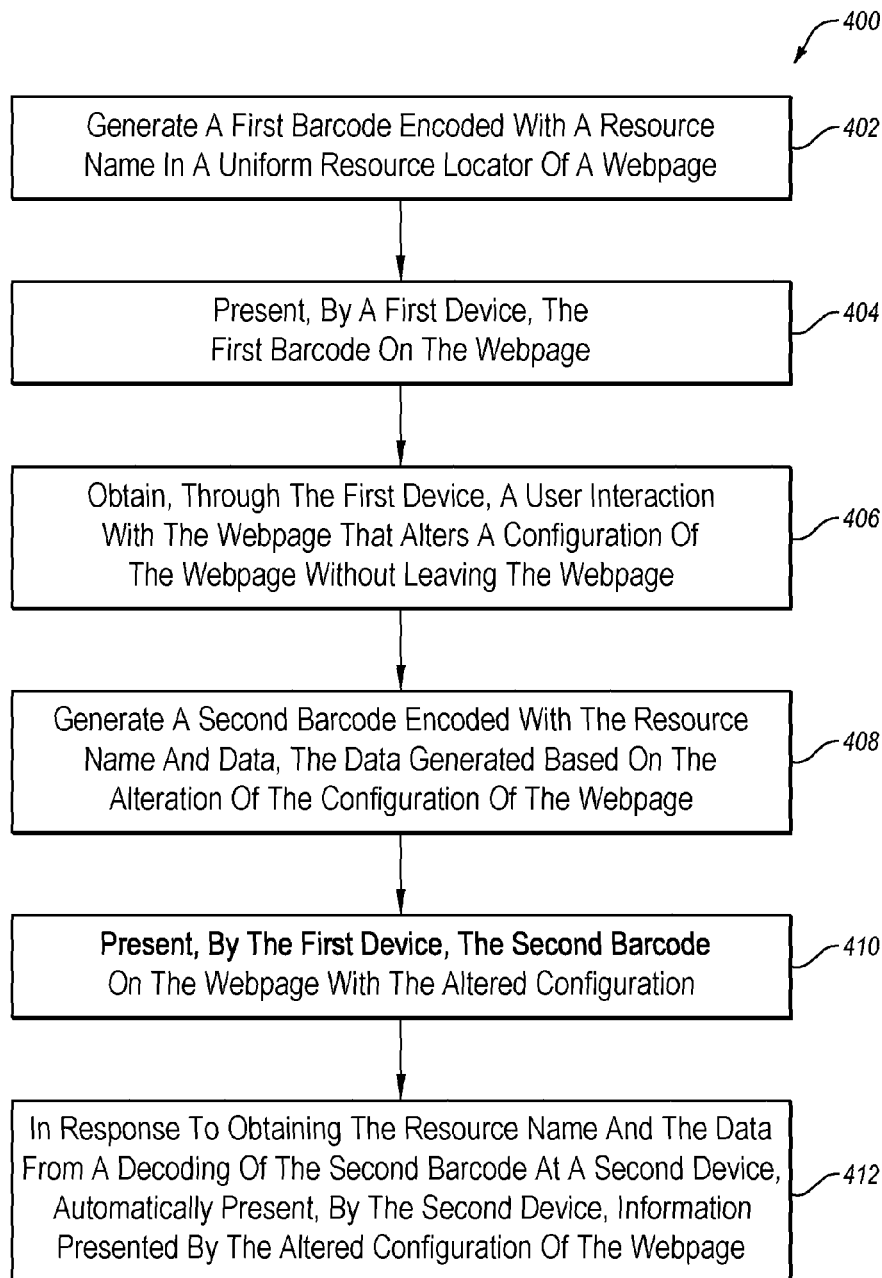 400
Generate A First Barcode Encoded With A Resource
Name In A Uniform Resource Locator Of A Webpage
402
Present, By A First Device, The
First Barcode On The Webpage
404
Obtain, Through The First Device, A User Interaction
With The Webpage That Alters A Configuration Of
The Webpage Without Leaving The Webpage
406
Generate A Second Barcode Encoded With The Resource
Name And Data, The Data Generated Based On The
Alteration Of The Configuration Of The Webpage
408
Present, By The First Device, The Second Barcode
On The Webpage With The Altered Configuration
410
In Response To Obtaining The Resource Name And The Data
From A Decoding Of The Second Barcode At A Second Device,
Automatically Present, By The Second Device, Information
Presented By The Altered Configuration Of The Webpage
412